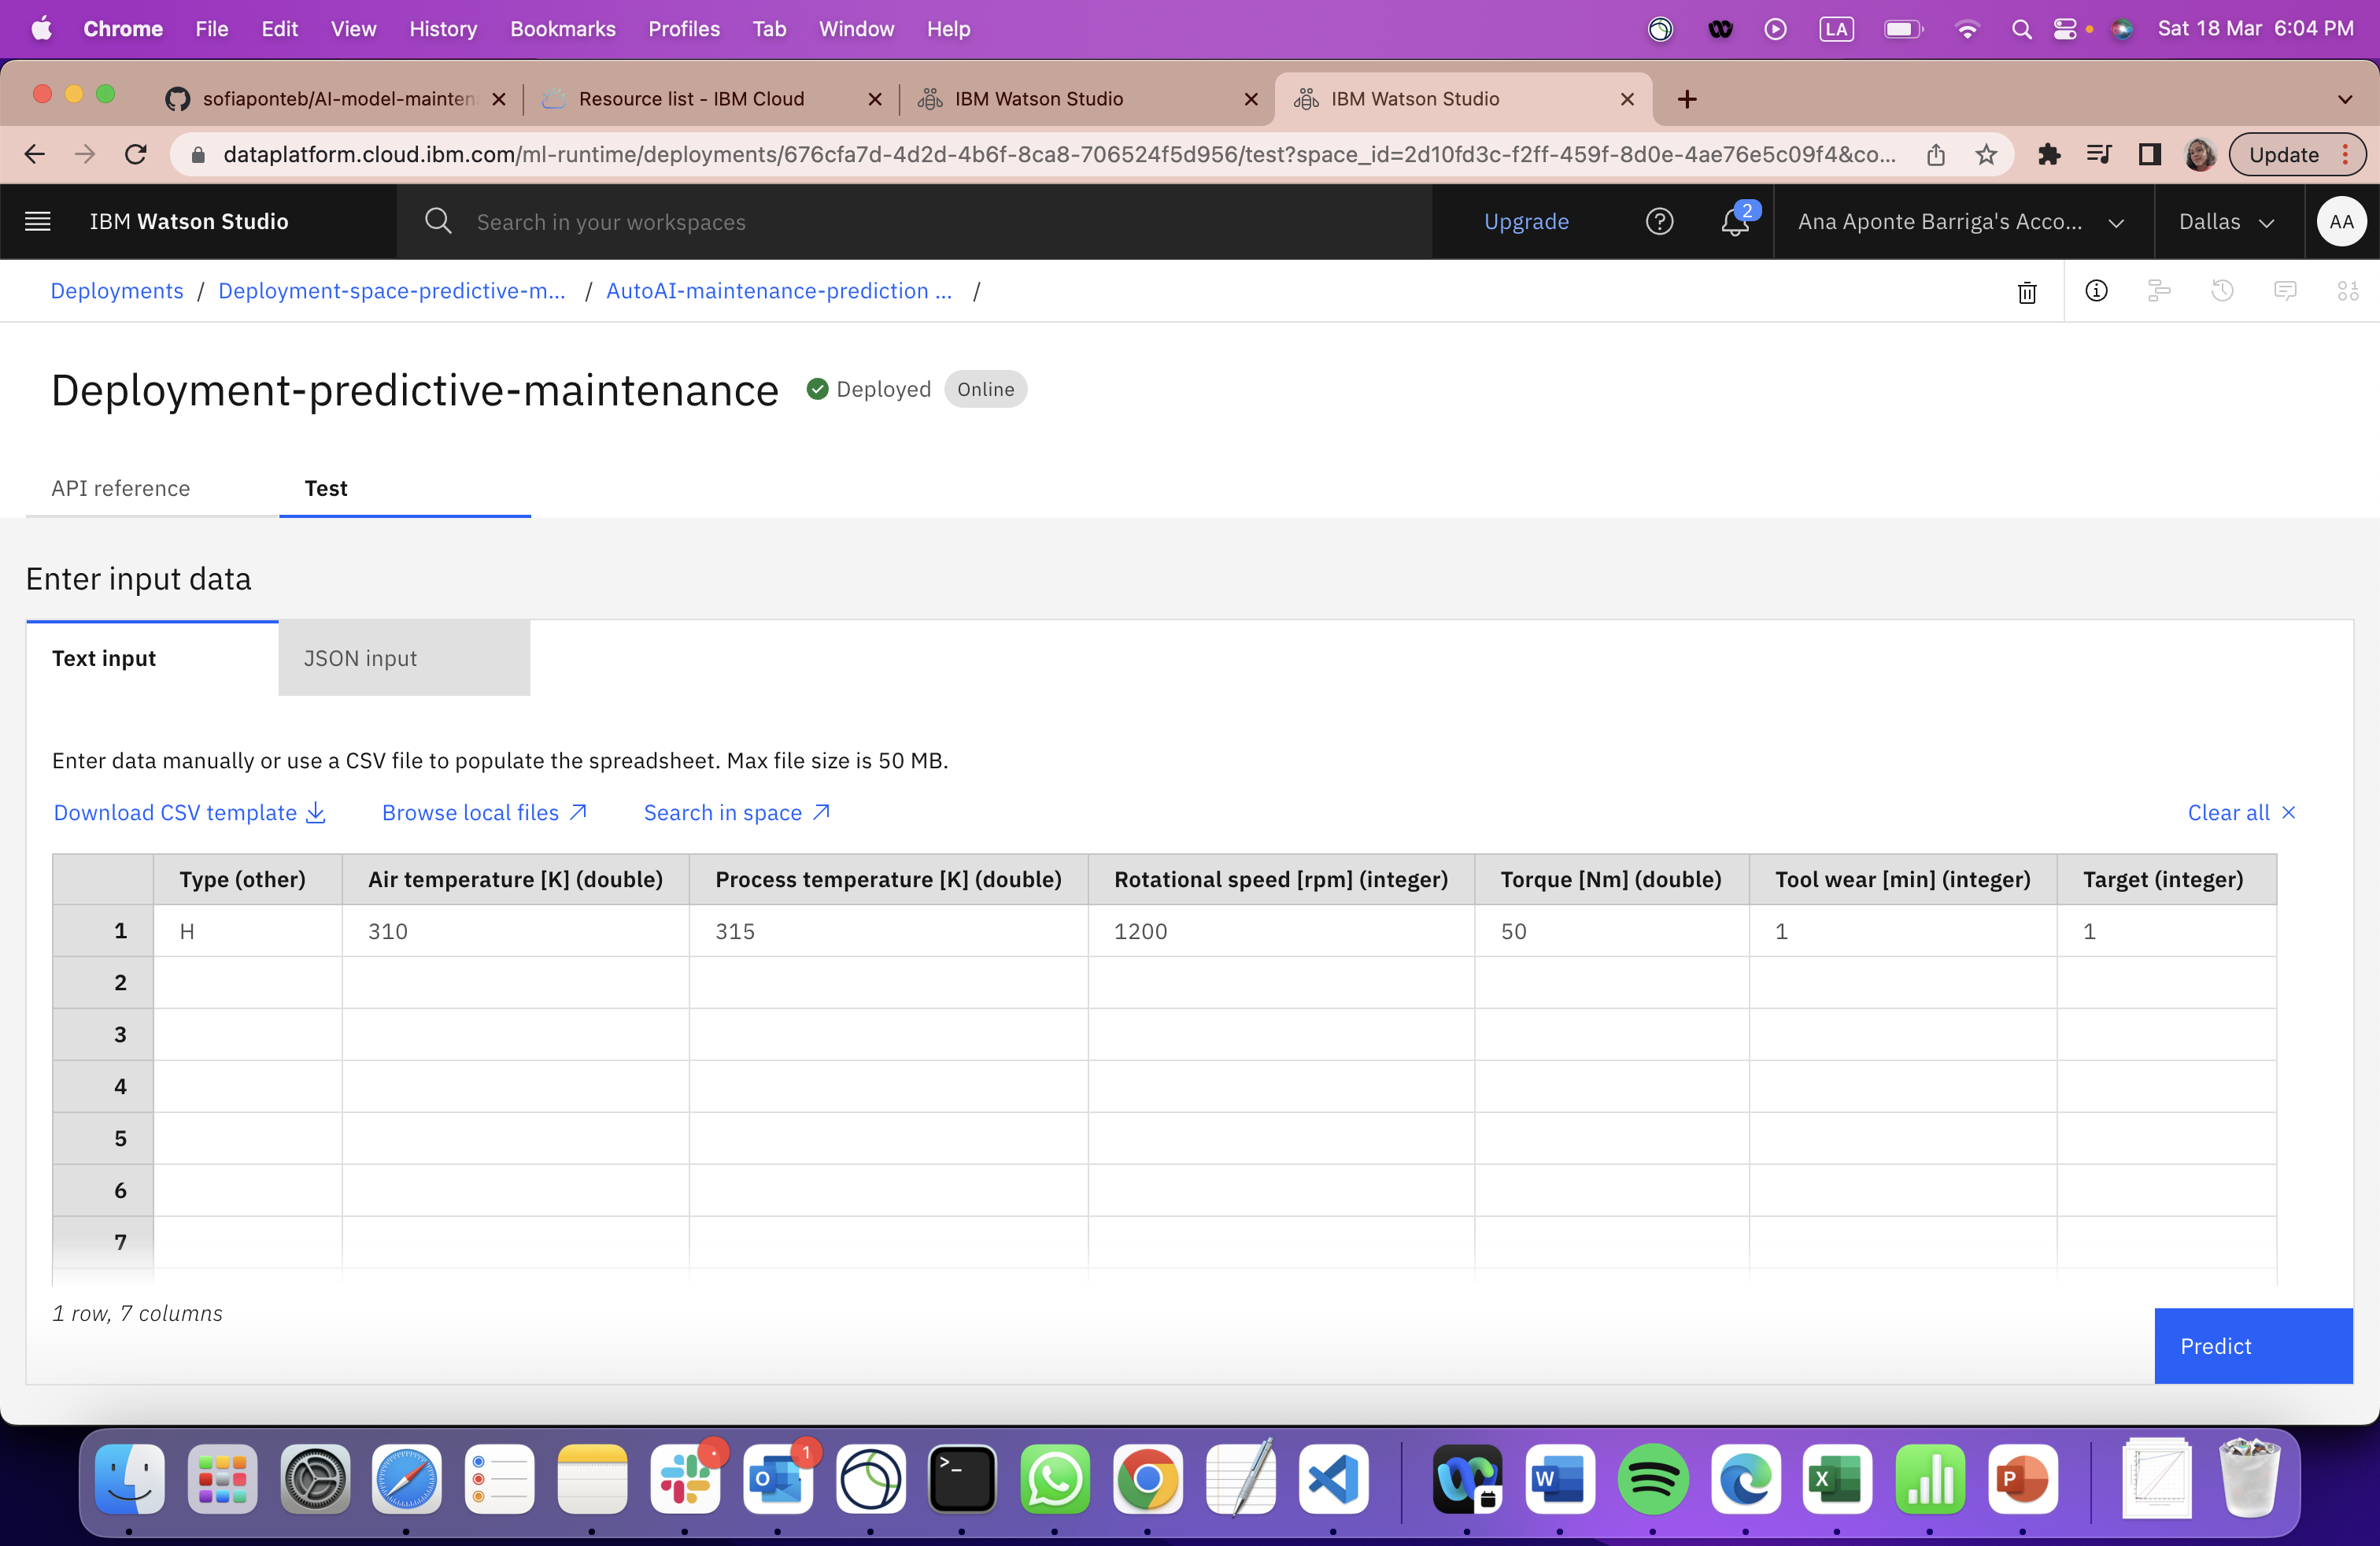 Chrome File Edit View History Bookmarks Profiles Tab Window Help LA Sat 18 Mar 6:04 PM
sofiaponteb/AI-model-mainten Resource list - IBM Cloud IBM Watson Studio IBM Watson Studio
dataplatform.cloud.ibm.com/ml-runtime/deployments/676cfa7d-4d2d-4b6f-8ca8-706524f5d956/test?space_id=2d10fd3c-f2ff-459f-8d0e-4ae76e5c09f4&co... Update
IBM Watson Studio Search in your workspaces Upgrade 2 Ana Aponte Barriga's Acco... Dallas AA
Deployments / Deployment-space-predictive-m... / AutoAI-maintenance-prediction ... /
Deployment-predictive-maintenance Deployed Online
API reference Test
Enter input data
Text input JSON input
Enter data manually or use a CSV file to populate the spreadsheet. Max file size is 50 MB.
Download CSV template Browse local files Search in space Clear all
Type (other) Air temperature [K] (double) Process temperature [K] (double) Rotational speed [rpm] (integer) Torque [Nm] (double) Tool wear [min] (integer) Target (integer)
1 H 310 315 1200 50 1 1
2
3
4
5
6
7
1 row, 7 columns
Predict
1